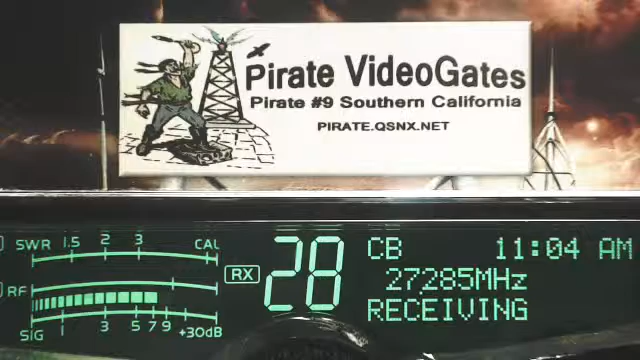 Pirate VideoGates
Pirate #9 Southern California
PIRATE.QSNX.NET
SWR 1.5 2 3 CAL
RX 28 CB 11:04 AM
27285MHz
RF
RECEIVING
SIG 1 3 5 7 9 +30dB